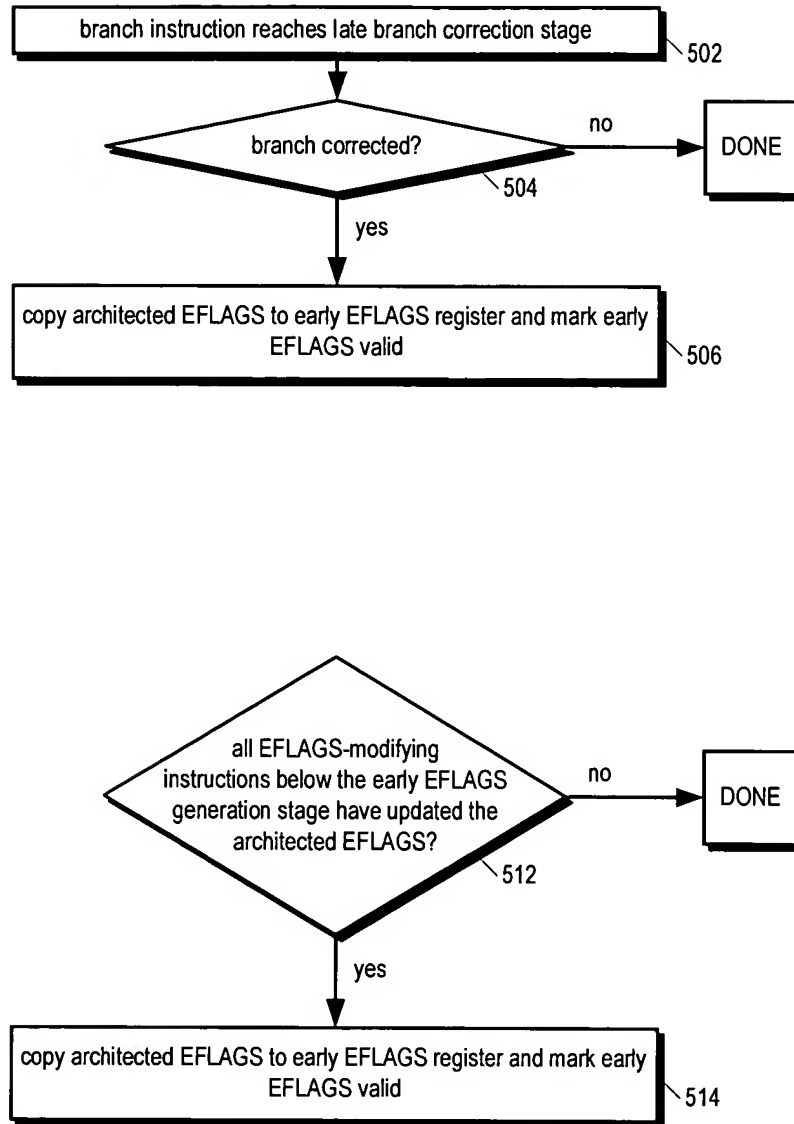 branch instruction reaches late branch correction stage
502
branch corrected?
no
DONE
504
yes
copy architected EFLAGS to early EFLAGS register and mark early
EFLAGS valid
506
all EFLAGS-modifying
instructions below the early EFLAGS
generation stage have updated the
architected EFLAGS?
no
DONE
512
yes
copy architected EFLAGS to early EFLAGS register and mark early
EFLAGS valid
514